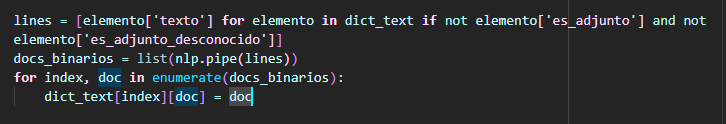 lines = [elemento['texto'] for elemento in dict_text if not elemento['es_adjunto'] and not
elemento['es_adjunto_desconocido']]
docs_binarios = list(nlp.pipe(lines))
for index, doc in enumerate(docs_binarios):
    dict_text[index][doc] = doc